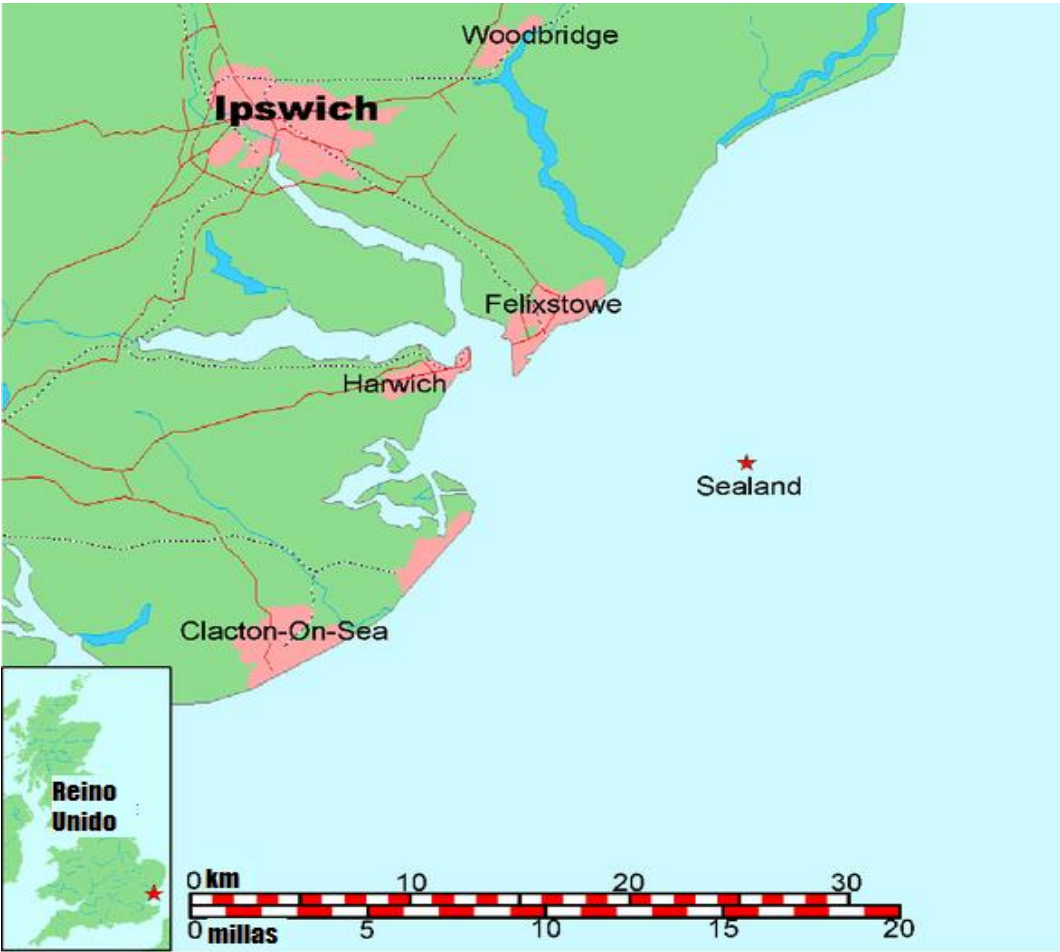 Woodbridge
Ipswich
Felixstowe
Harwich
Sealand
Clacton-On-Sea
Reino
Unido
0 km 10 20 30
0 millas 5 10 15 20